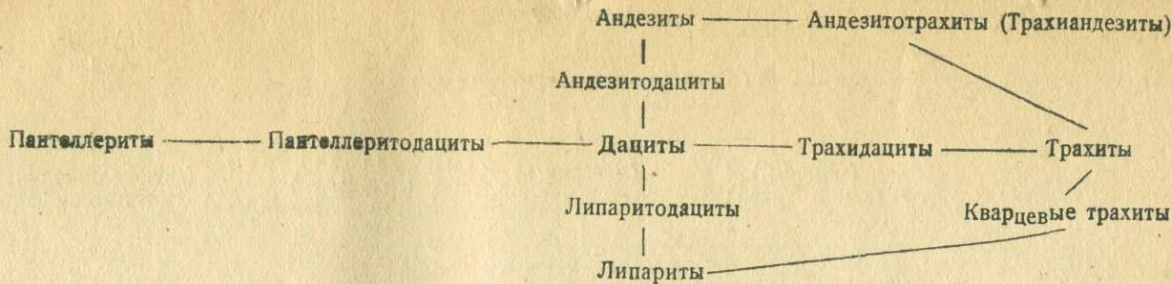 Андезиты Андезитотрахиты (Трахиандезиты)
Андезитодациты
Пантеллериты Пантеллеритодациты Дациты Трахидациты Трахиты
Липаритодациты Кварцевые трахиты
Липариты